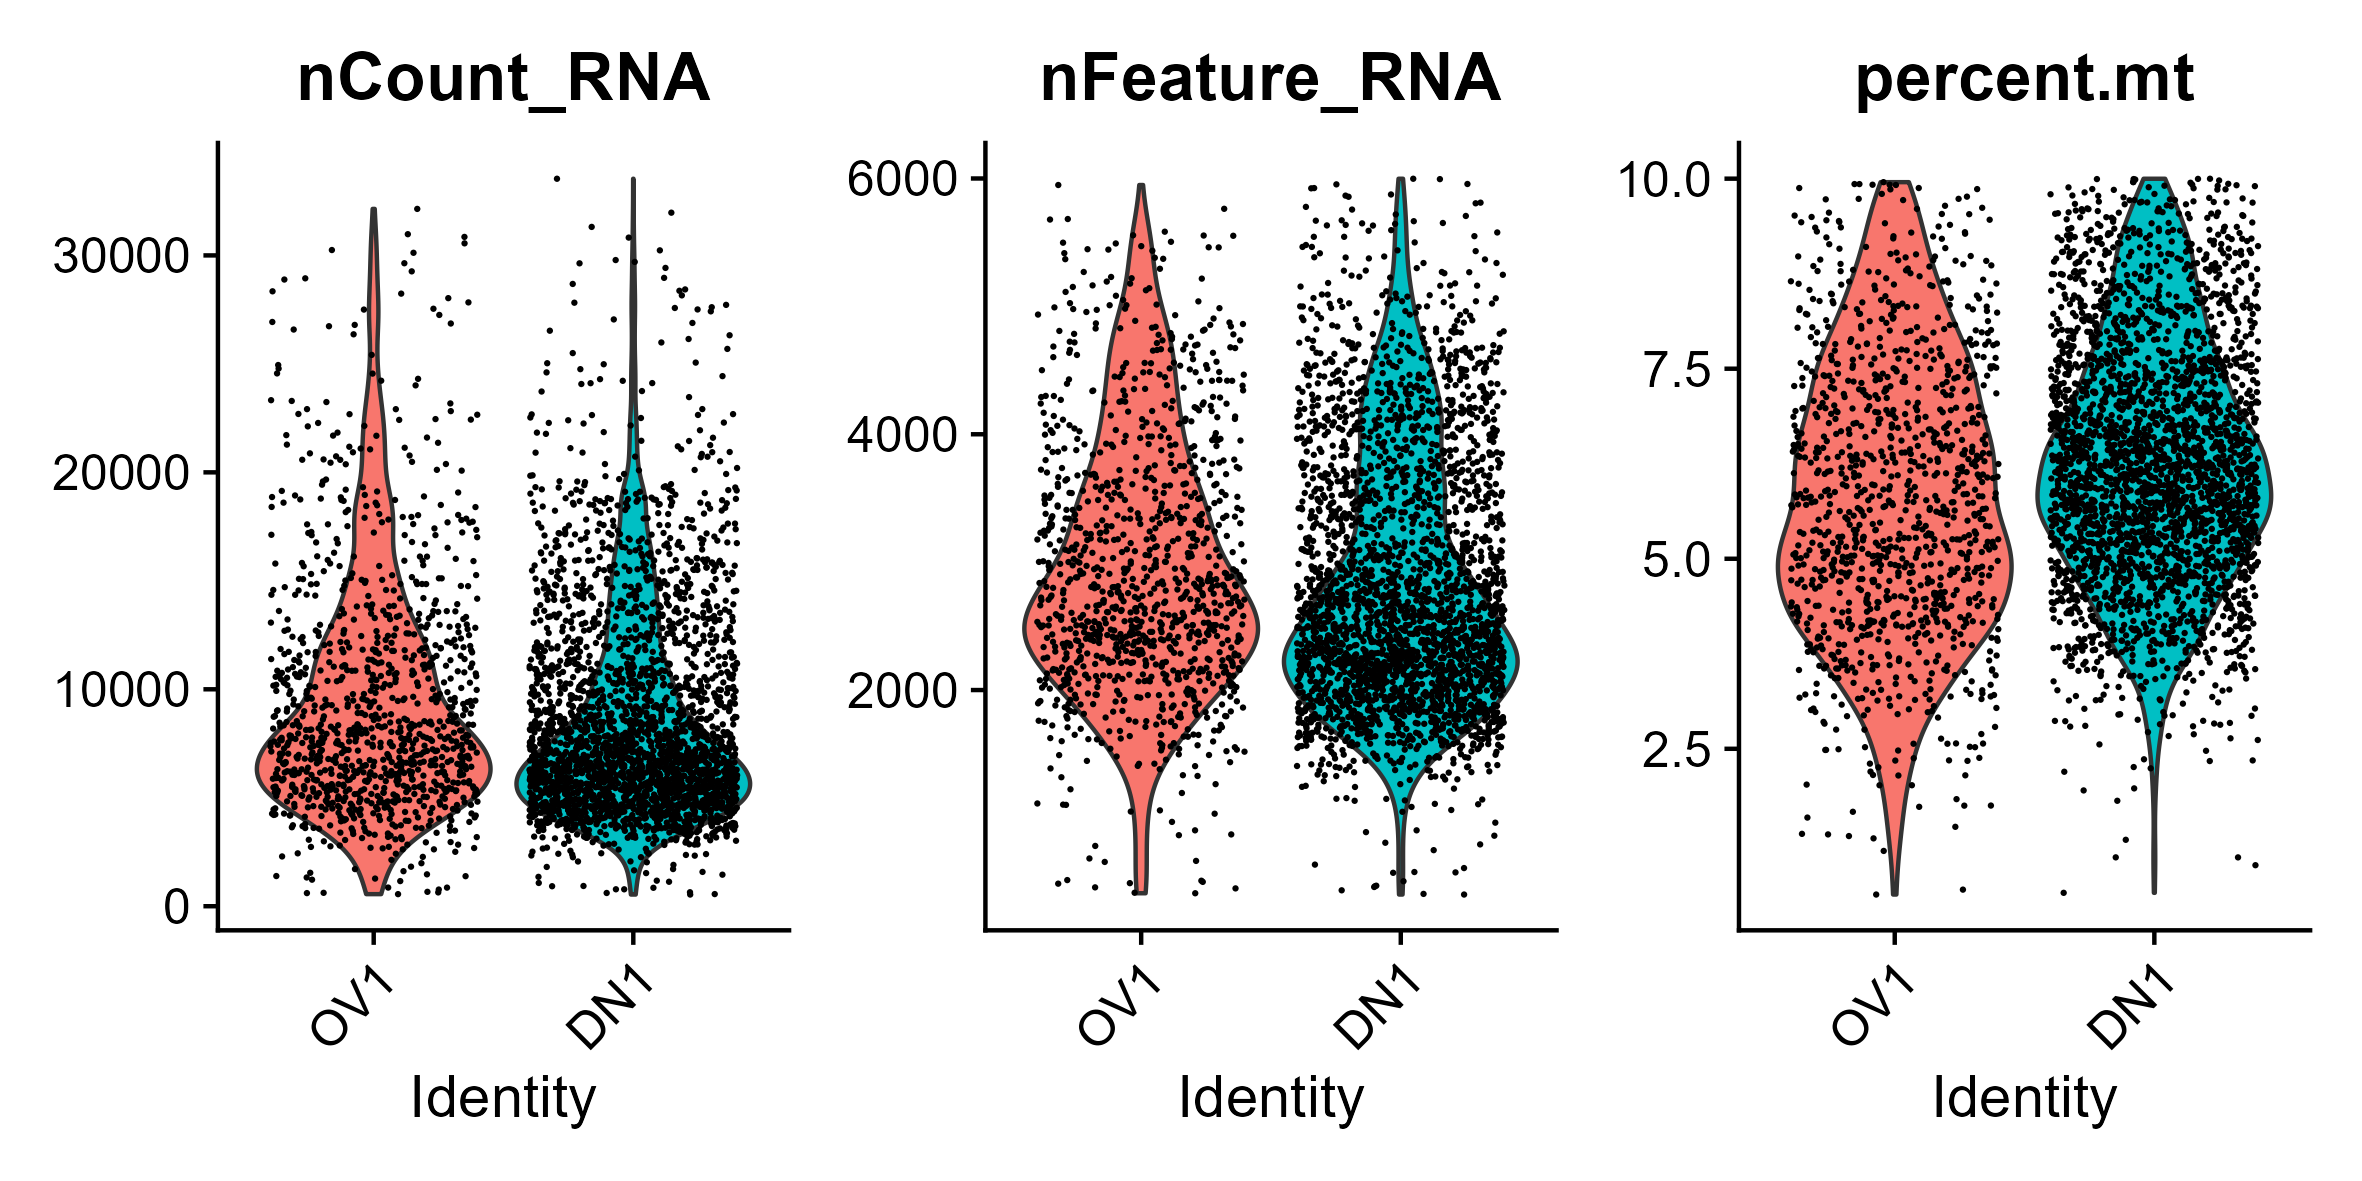 nCount_RNA
30000
20000
10000
0
OV1
DN1
Identity
nFeature_RNA
6000
4000
2000
OV1
DN1
Identity
percent.mt
10.0
7.5
5.0
2.5
OV1
DN1
Identity